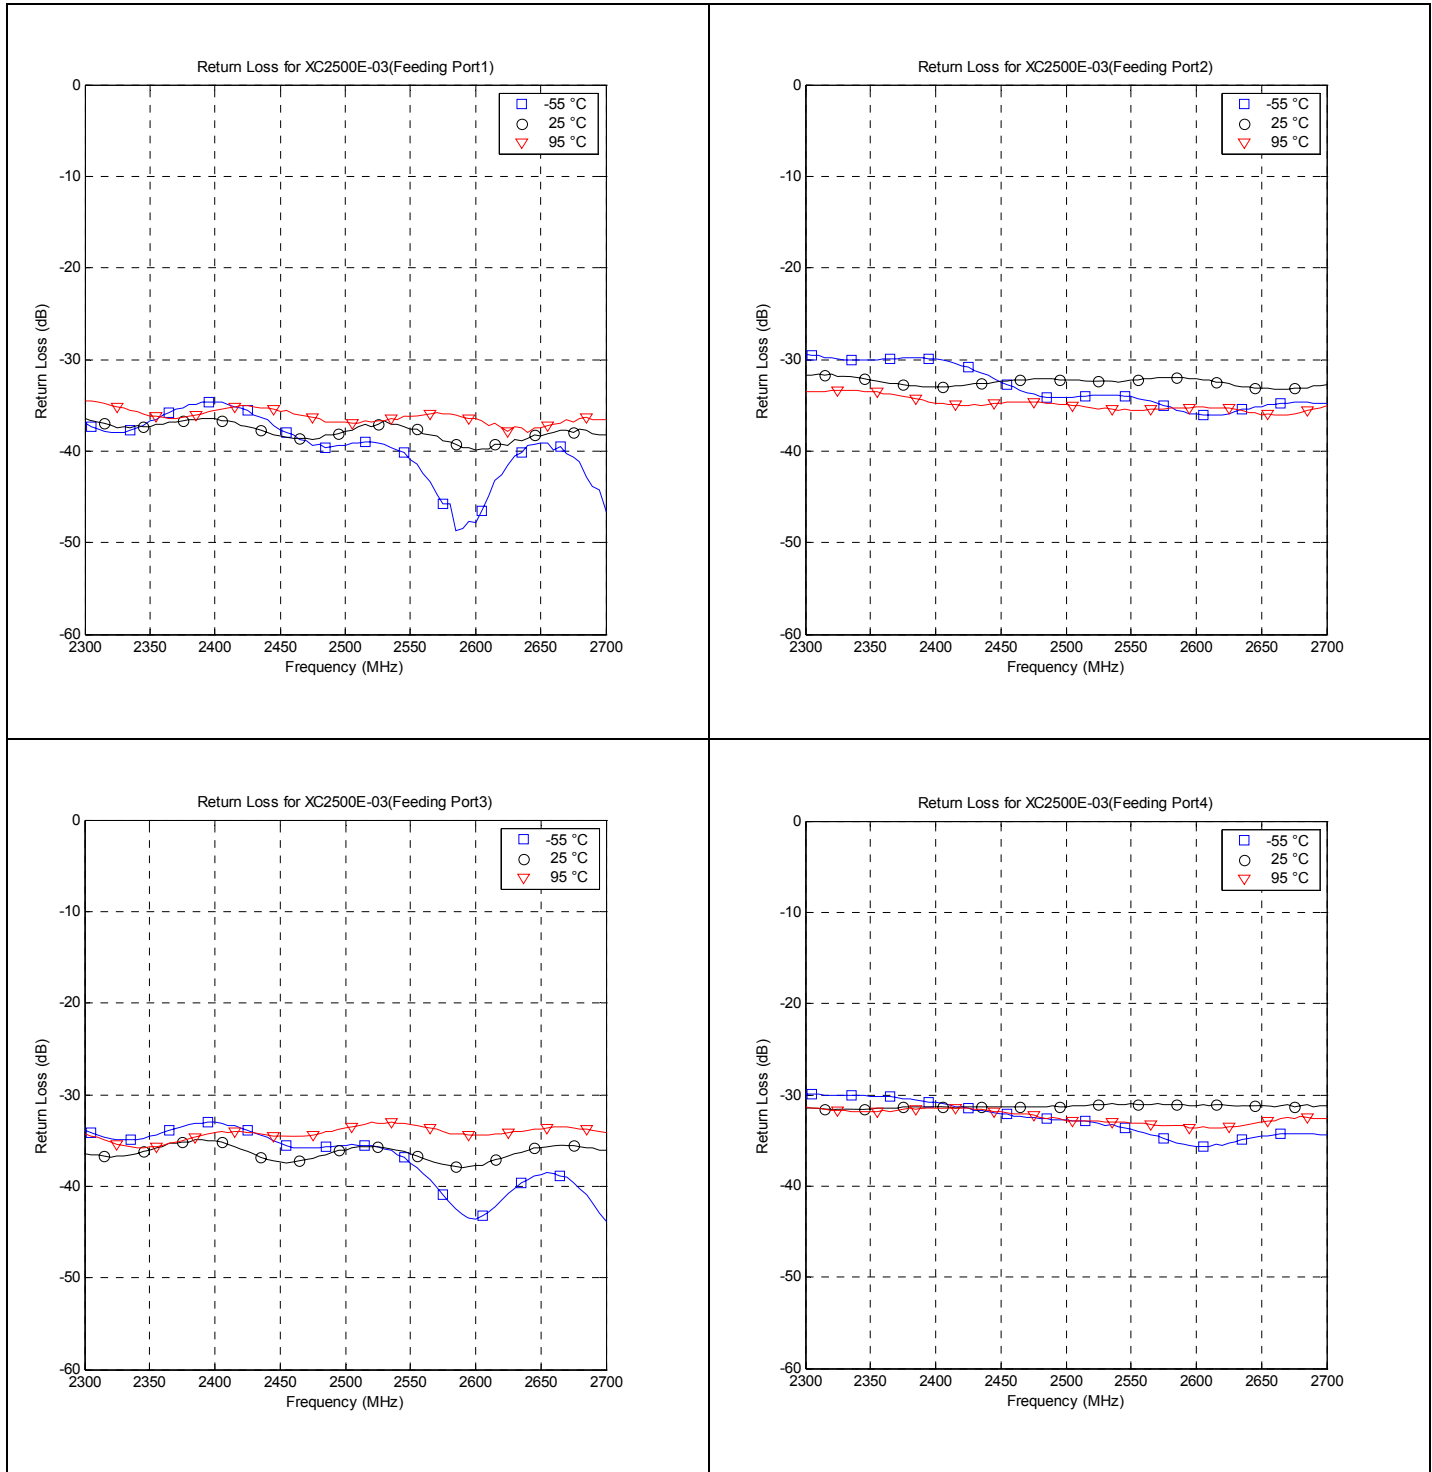 Return Loss for XC2500E-03(Feeding Port1)
0
-10
-20
-30
-40
-50
-60
Return Loss (dB)
-55 °C
25 °C
95 °C
2300 2350 2400 2450 2500 2550 2600 2650 2700
Frequency (MHz)
Return Loss for XC2500E-03(Feeding Port2)
0
-10
-20
-30
-40
-50
-60
Return Loss (dB)
-55 °C
25 °C
95 °C
2300 2350 2400 2450 2500 2550 2600 2650 2700
Frequency (MHz)
Return Loss for XC2500E-03(Feeding Port3)
0
-10
-20
-30
-40
-50
-60
Return Loss (dB)
-55 °C
25 °C
95 °C
2300 2350 2400 2450 2500 2550 2600 2650 2700
Frequency (MHz)
Return Loss for XC2500E-03(Feeding Port4)
0
-10
-20
-30
-40
-50
-60
Return Loss (dB)
-55 °C
25 °C
95 °C
2300 2350 2400 2450 2500 2550 2600 2650 2700
Frequency (MHz)